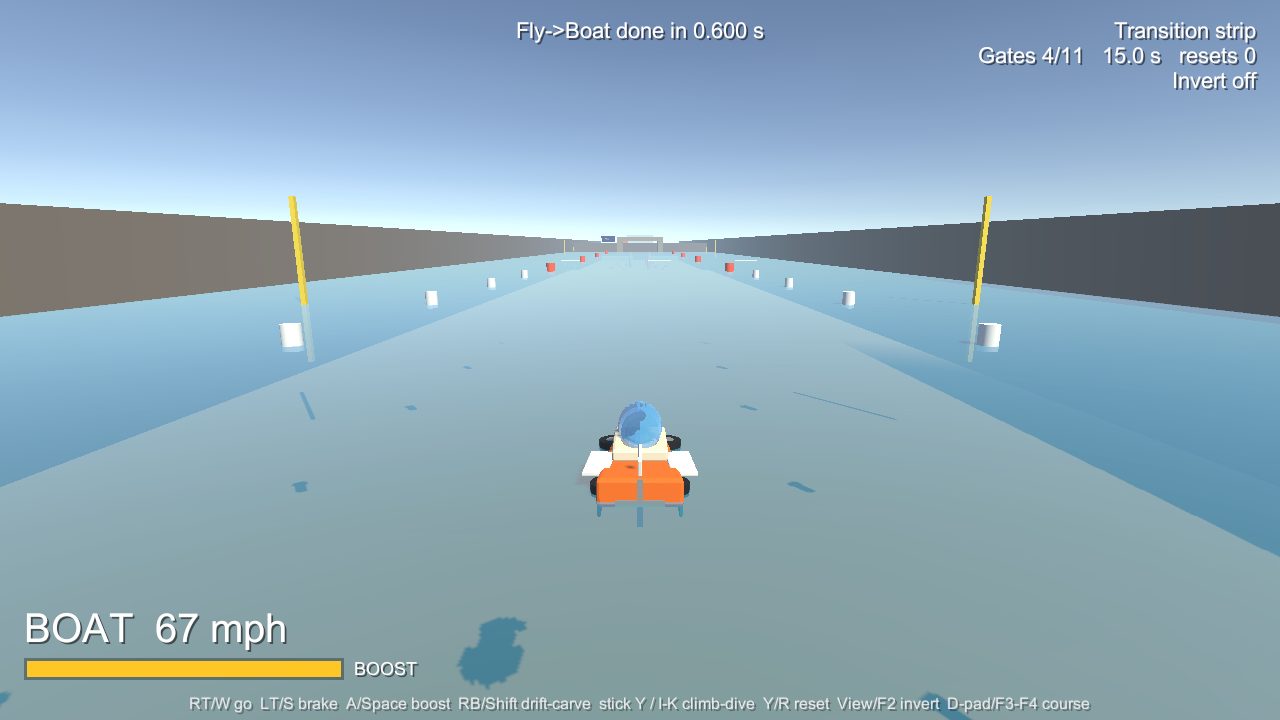 Fly->Boat done in 0.600 s
Transition strip
Gates 4/11 15.0 s resets 0
Invert off
BOAT 67 mph
BOOST
RT/W go LT/S brake A/Space boost RB/Shift drift-carve stick Y / I-K climb-dive Y/R reset View/F2 invert D-pad/F3-F4 course